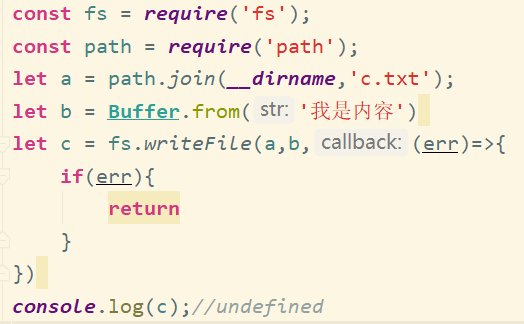 const fs = require('fs');
const path = require('path');
let a = path.join(__dirname,'c.txt');
let b = Buffer.from( str: '我是内容')
let c = fs.writeFile(a,b, callback: (err)=>{
    if(err){
        return
    }
})
console.log(c);//undefined